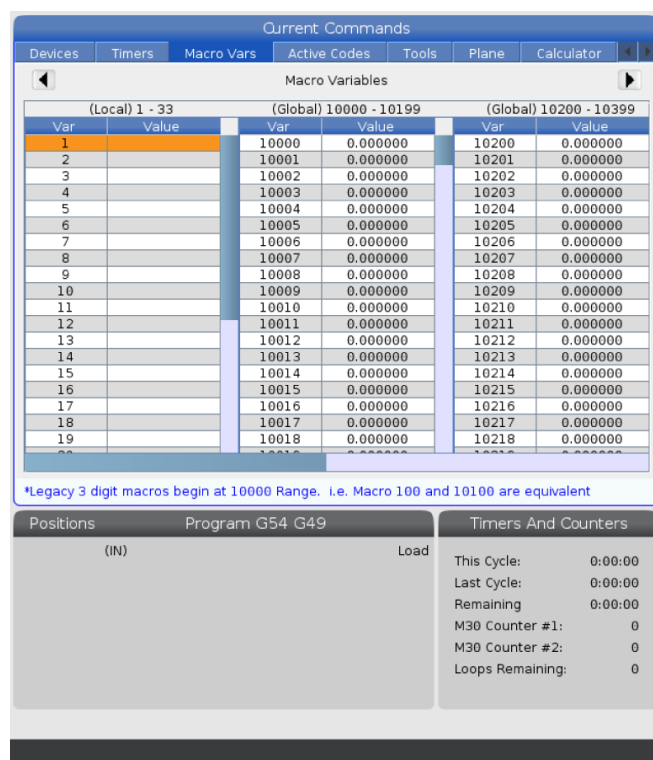 Current Commands
Devices Timers Macro Vars Active Codes Tools Plane Calculator
Macro Variables
(Local) 1 - 33 (Global) 10000 - 10199 (Global) 10200 - 10399
Var Value Var Value Var Value
1 10000 0.000000 10200 0.000000
2 10001 0.000000 10201 0.000000
3 10002 0.000000 10202 0.000000
4 10003 0.000000 10203 0.000000
5 10004 0.000000 10204 0.000000
6 10005 0.000000 10205 0.000000
7 10006 0.000000 10206 0.000000
8 10007 0.000000 10207 0.000000
9 10008 0.000000 10208 0.000000
10 10009 0.000000 10209 0.000000
11 10010 0.000000 10210 0.000000
12 10011 0.000000 10211 0.000000
13 10012 0.000000 10212 0.000000
14 10013 0.000000 10213 0.000000
15 10014 0.000000 10214 0.000000
16 10015 0.000000 10215 0.000000
17 10016 0.000000 10216 0.000000
18 10017 0.000000 10217 0.000000
19 10018 0.000000 10218 0.000000
*Legacy 3 digit macros begin at 10000 Range. i.e. Macro 100 and 10100 are equivalent
Positions Program G54 G49 Timers And Counters
(IN) Load
This Cycle: 0:00:00
Last Cycle: 0:00:00
Remaining 0:00:00
M30 Counter #1: 0
M30 Counter #2: 0
Loops Remaining: 0